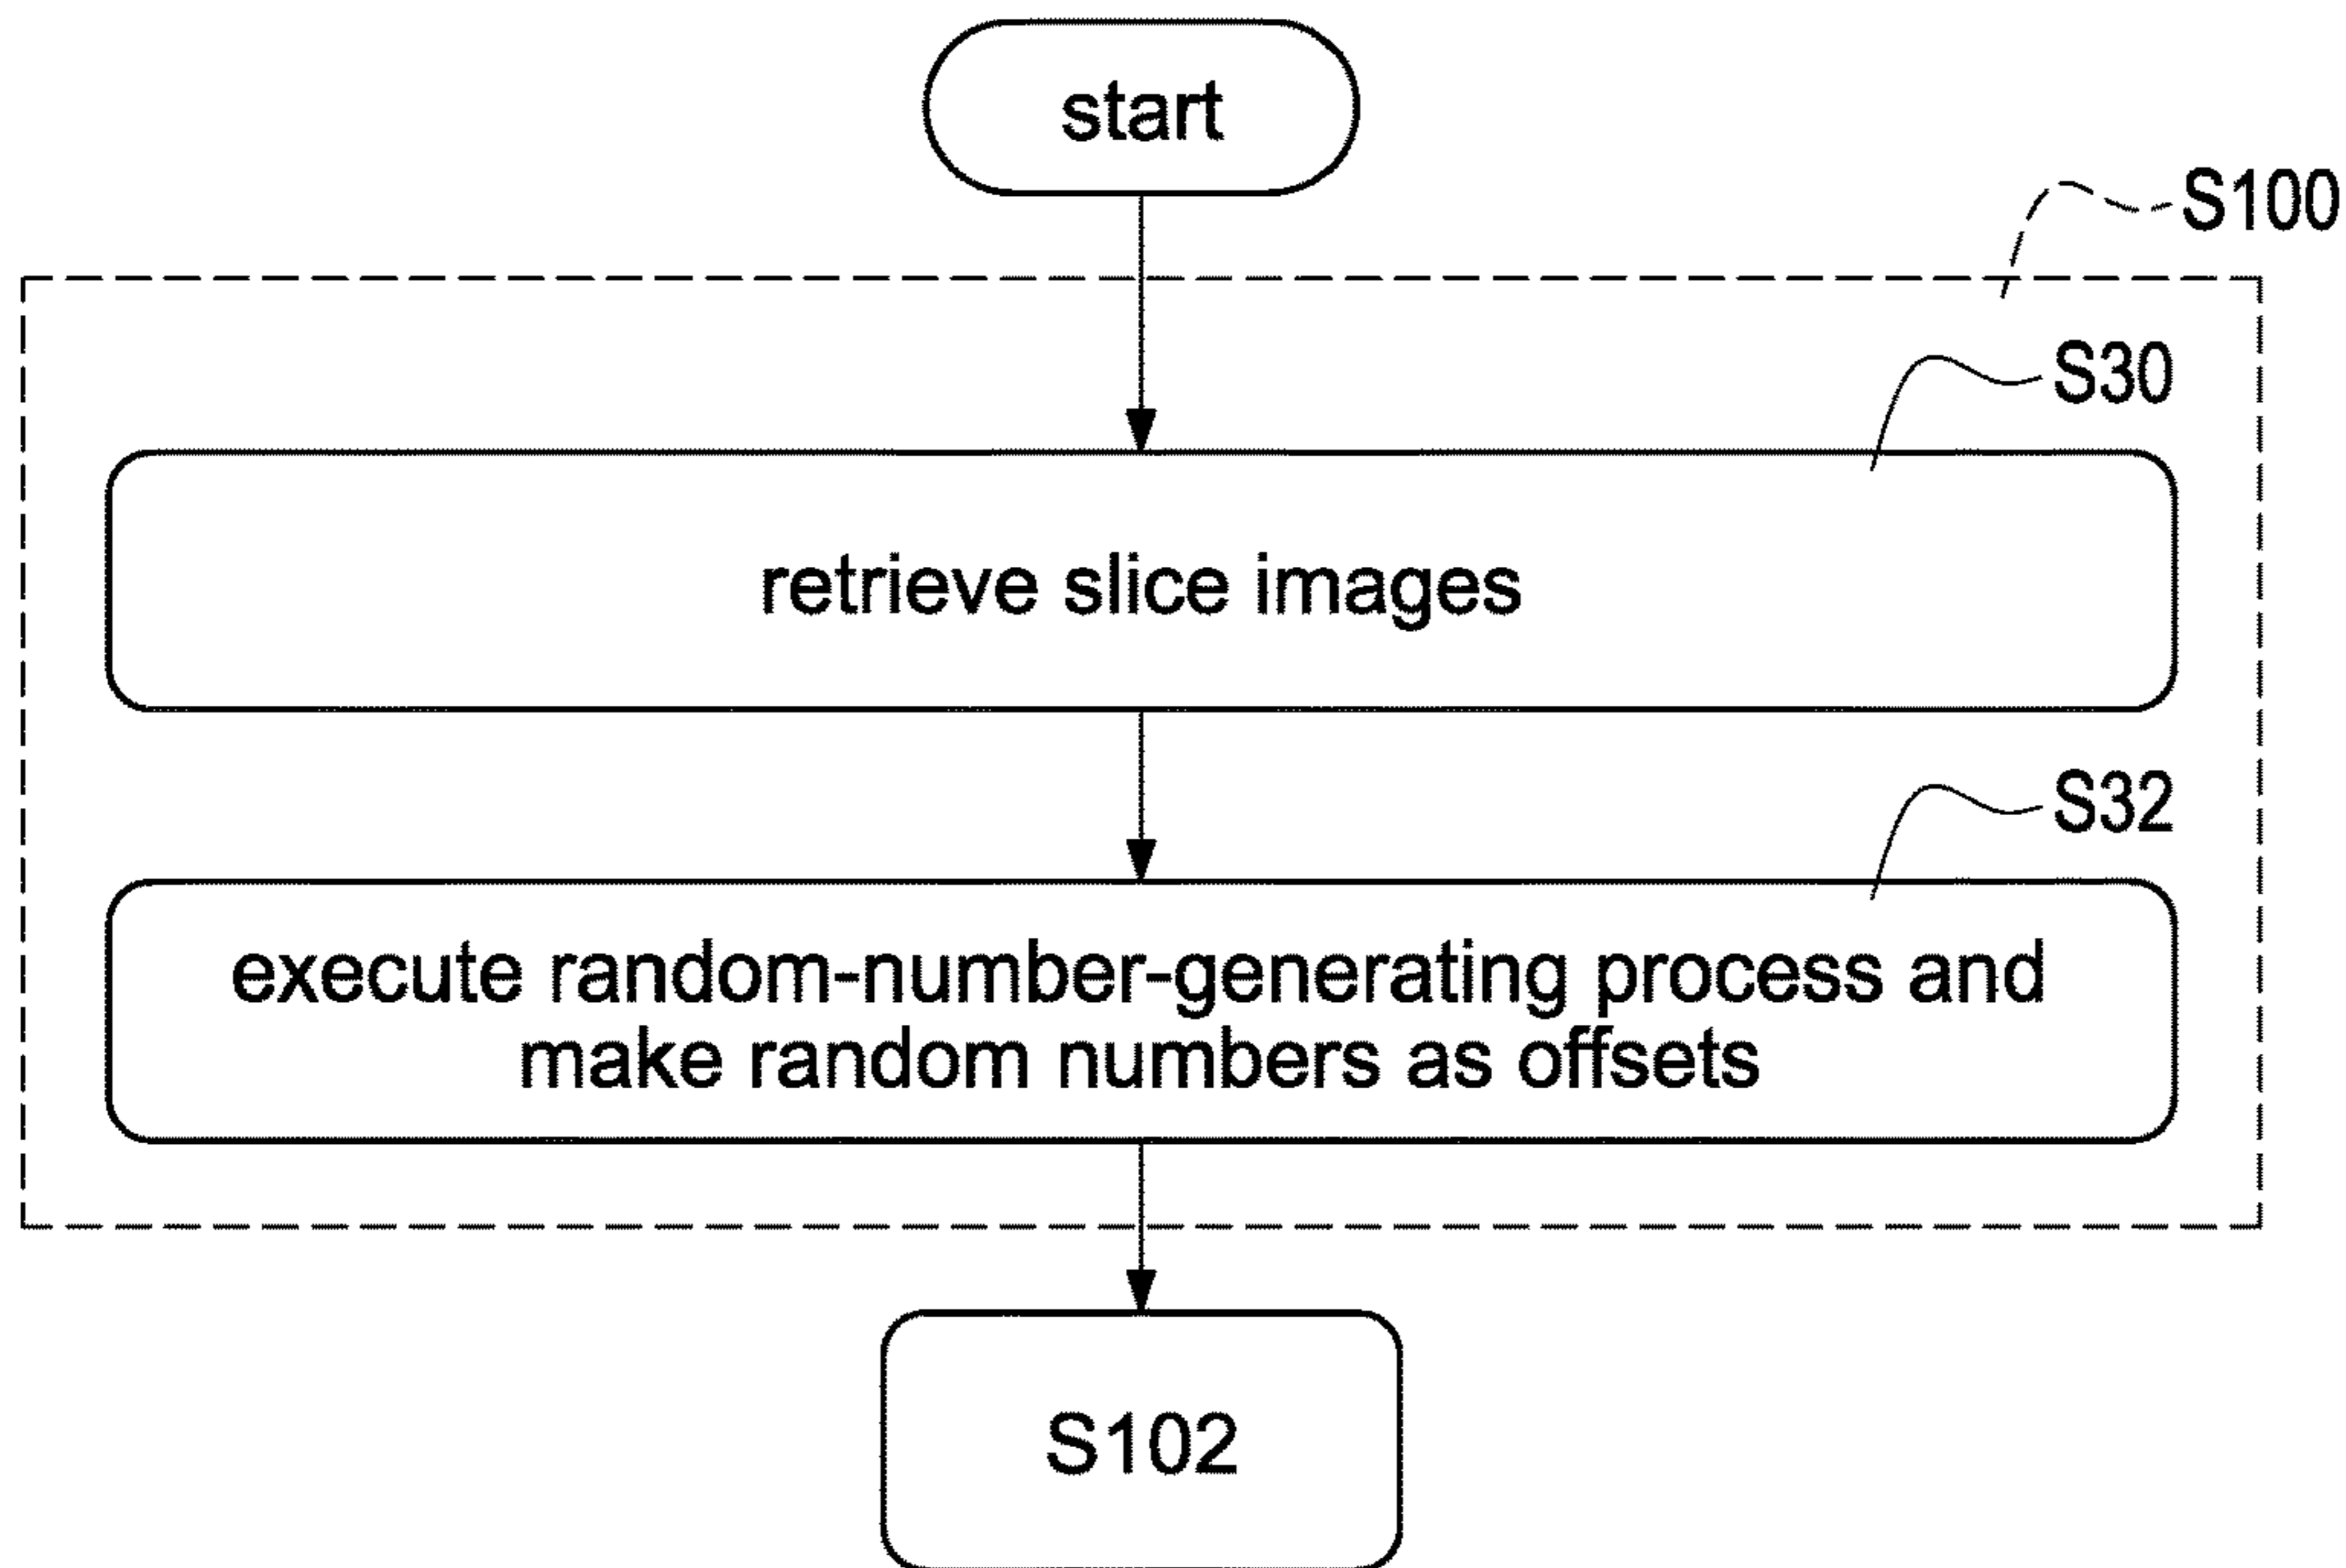 start
S100
S30
retrieve slice images
S32
execute random-number-generating process and
make random numbers as offsets
S102